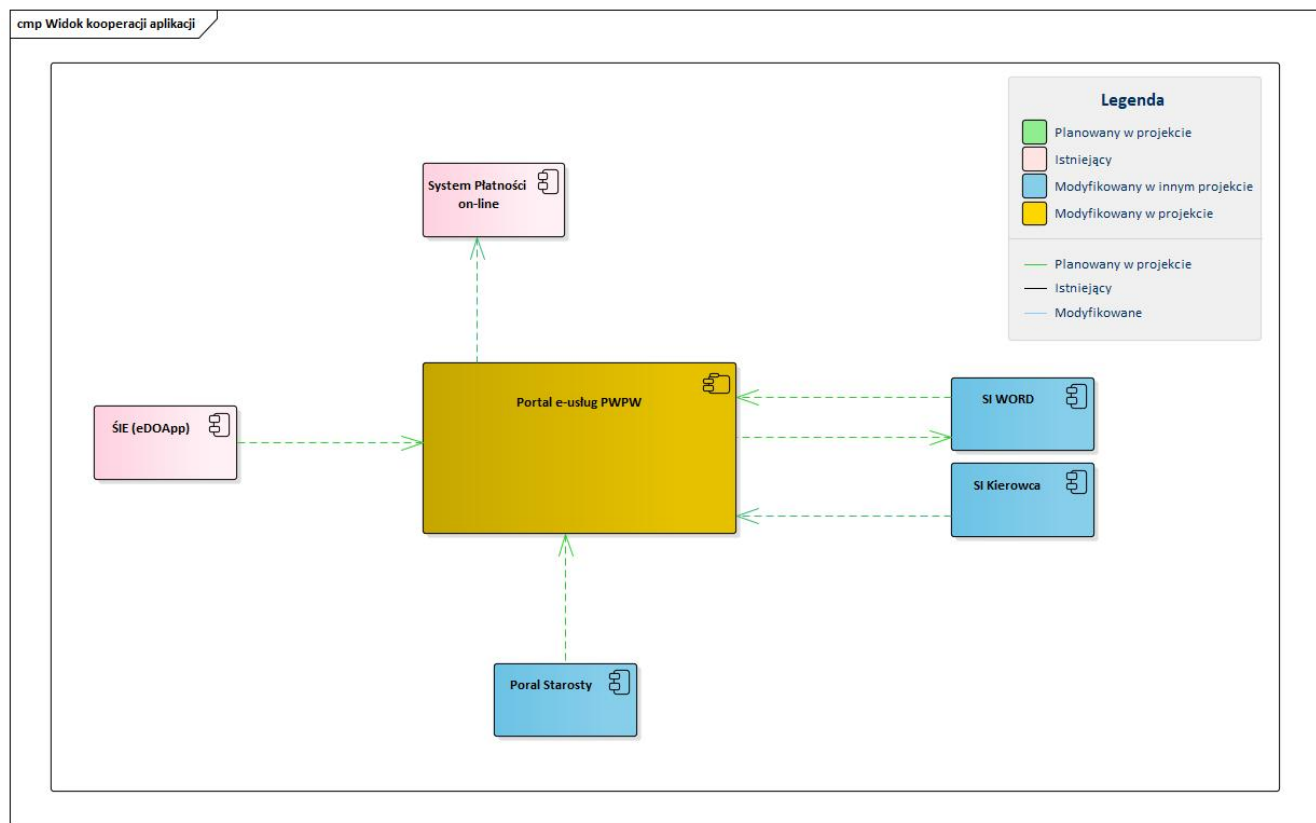 cmp Widok kooperacji aplikacji
Legenda
Planowany w projekcie
Istniejący
Modyfikowany w innym projekcie
Modyfikowany w projekcie
Planowany w projekcie
Istniejący
Modyfikowane
System Płatności
on-line
Portal e-usług PWPW
SI WORD
ŚIE (eDOApp)
SI Kierowca
Poral Starosty